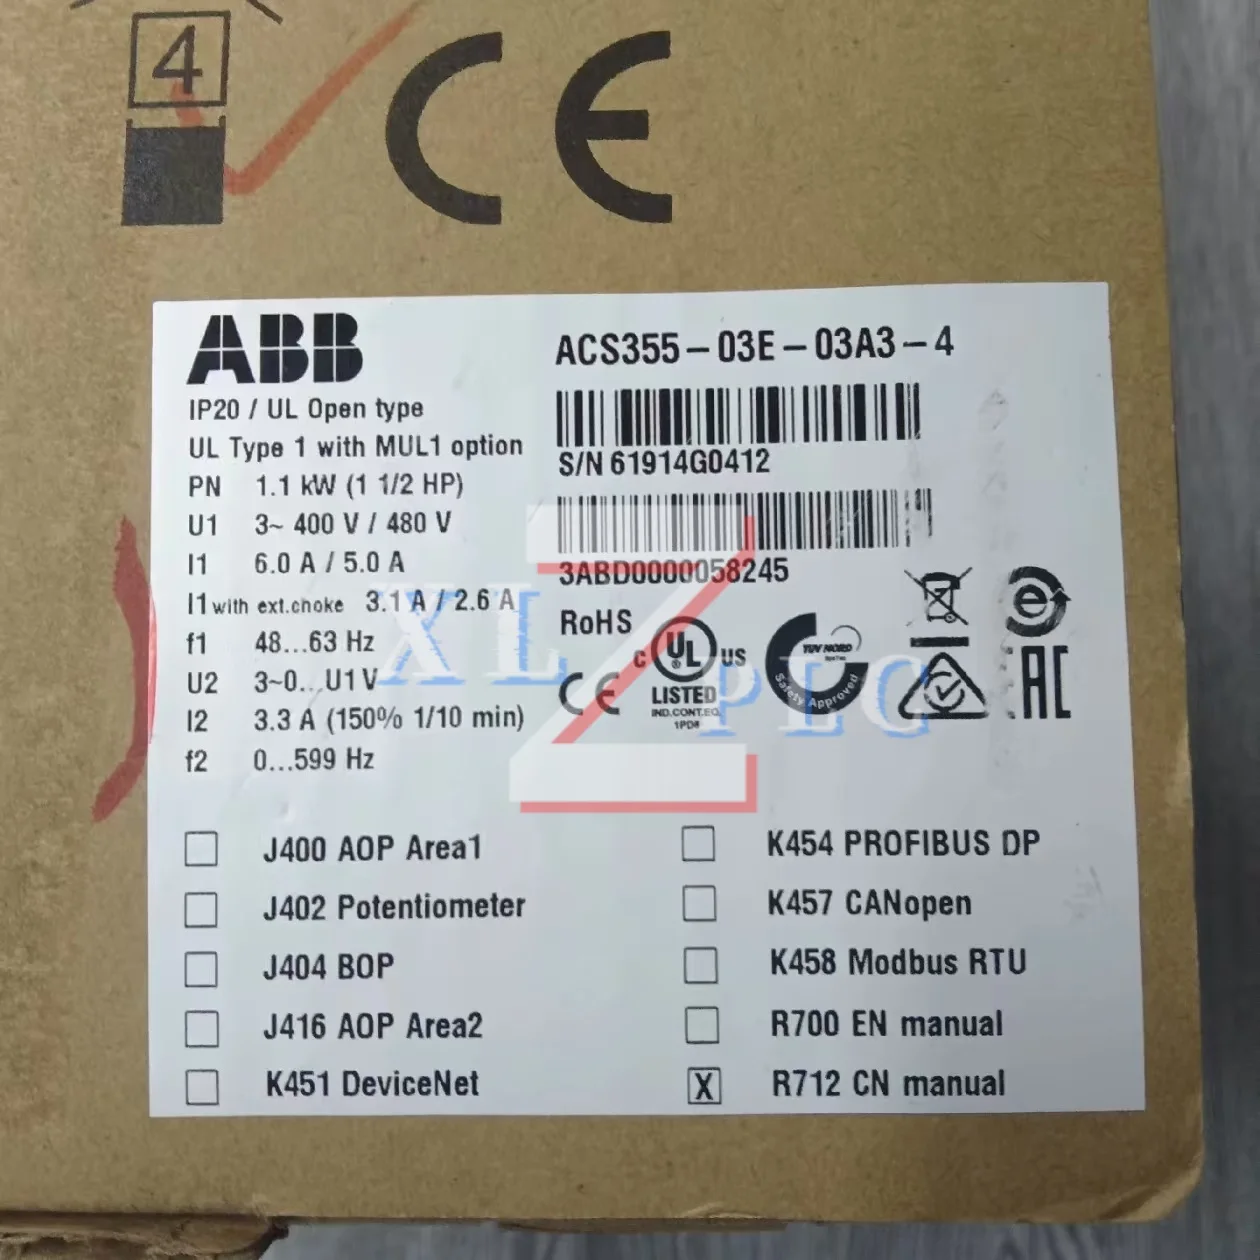 4
CE
ABB
IP20 / UL Open type
UL Type 1 with MUL1 option
PN 1.1 kW (1 1/2 HP)
U1 3~ 400 V / 480 V
I1 6.0 A / 5.0 A
I1 with ext.choke 3.1 A / 2.6 A
f1 48...63 Hz
U2 3~0...U1 V
I2 3.3 A (150% 1/10 min)
f2 0...599 Hz
ACS355-03E-03A3-4
S/N 61914G0412
3ABD0000058245
RoHS
CE
C UL US
®
LISTED
IND.CONT.EQ.
1PD8
TÜV NORD
Safety Approved
e
EAC
XLZPLC
J400 AOP Area1
J402 Potentiometer
J404 BOP
J416 AOP Area2
K451 DeviceNet
K454 PROFIBUS DP
K457 CANopen
K458 Modbus RTU
R700 EN manual
X R712 CN manual